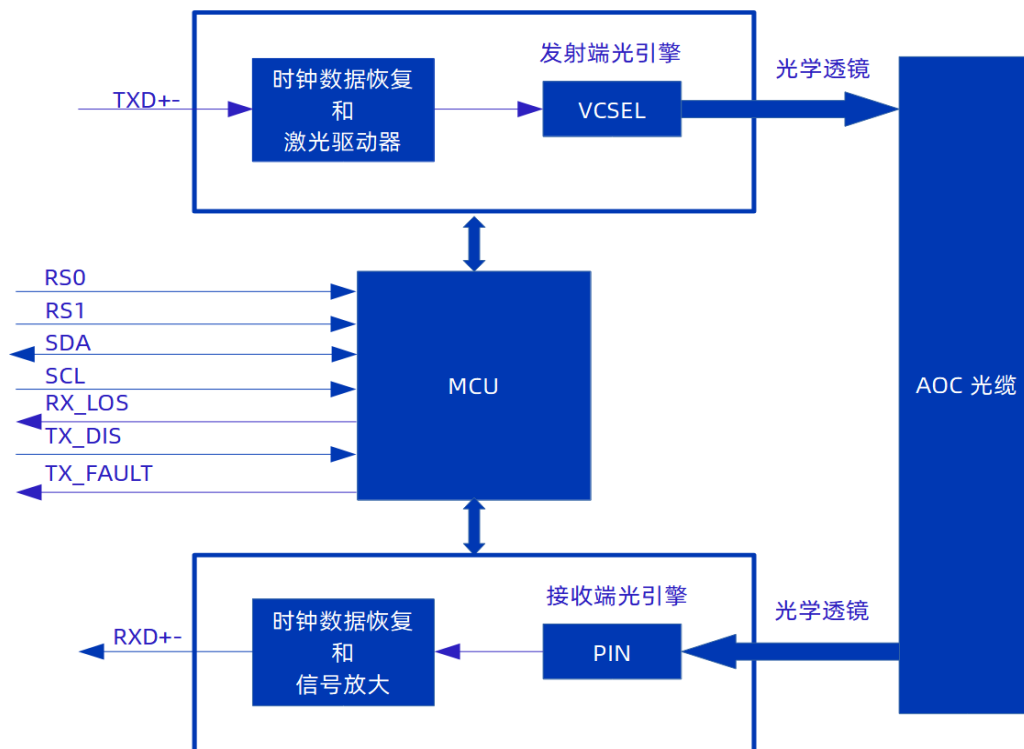 发射端光引擎
光学透镜
TXD+-
时钟数据恢复
和
激光驱动器
VCSEL
RS0
RS1
SDA
SCL
RX_LOS
TX_DIS
TX_FAULT
MCU
AOC 光缆
接收端光引擎
光学透镜
RXD+-
时钟数据恢复
和
信号放大
PIN